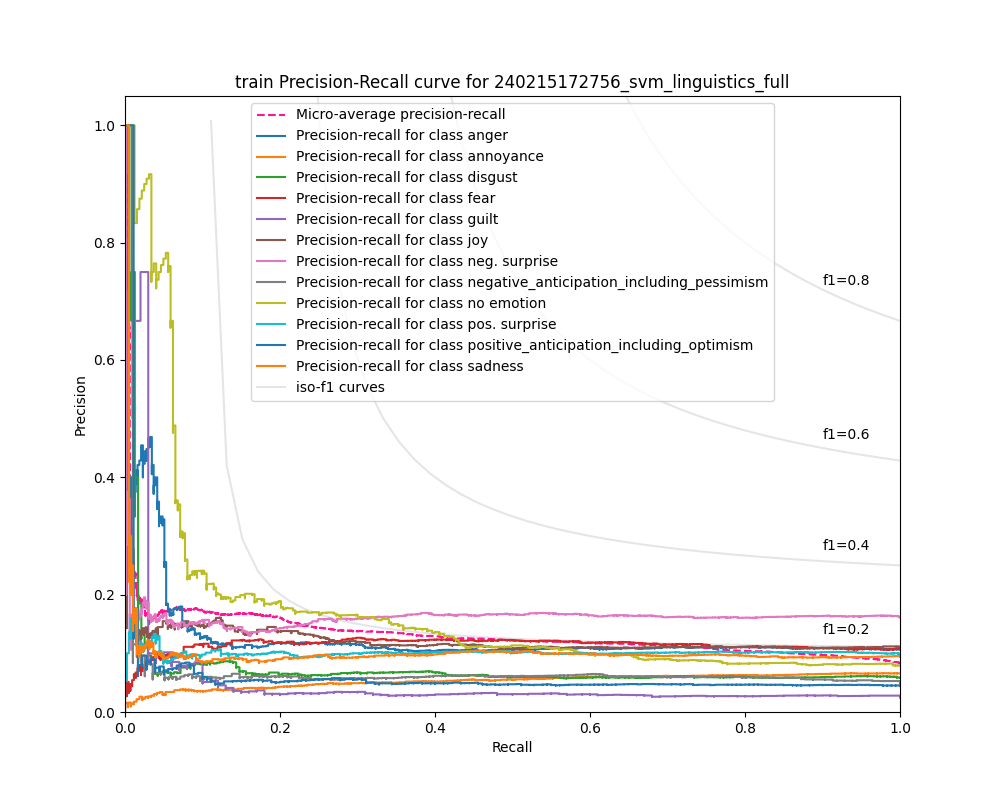 train Precision-Recall curve for 240215172756_svm_linguistics_full
Micro-average precision-recall
Precision-recall for class anger
Precision-recall for class annoyance
Precision-recall for class disgust
Precision-recall for class fear
Precision-recall for class guilt
Precision-recall for class joy
Precision-recall for class neg. surprise
Precision-recall for class negative_anticipation_including_pessimism
Precision-recall for class no emotion
Precision-recall for class pos. surprise
Precision-recall for class positive_anticipation_including_optimism
Precision-recall for class sadness
iso-f1 curves
f1=0.8
f1=0.6
f1=0.4
f1=0.2
1.0
0.8
0.6
0.4
0.2
0.0
Precision
0.0 0.2 0.4 0.6 0.8 1.0
Recall